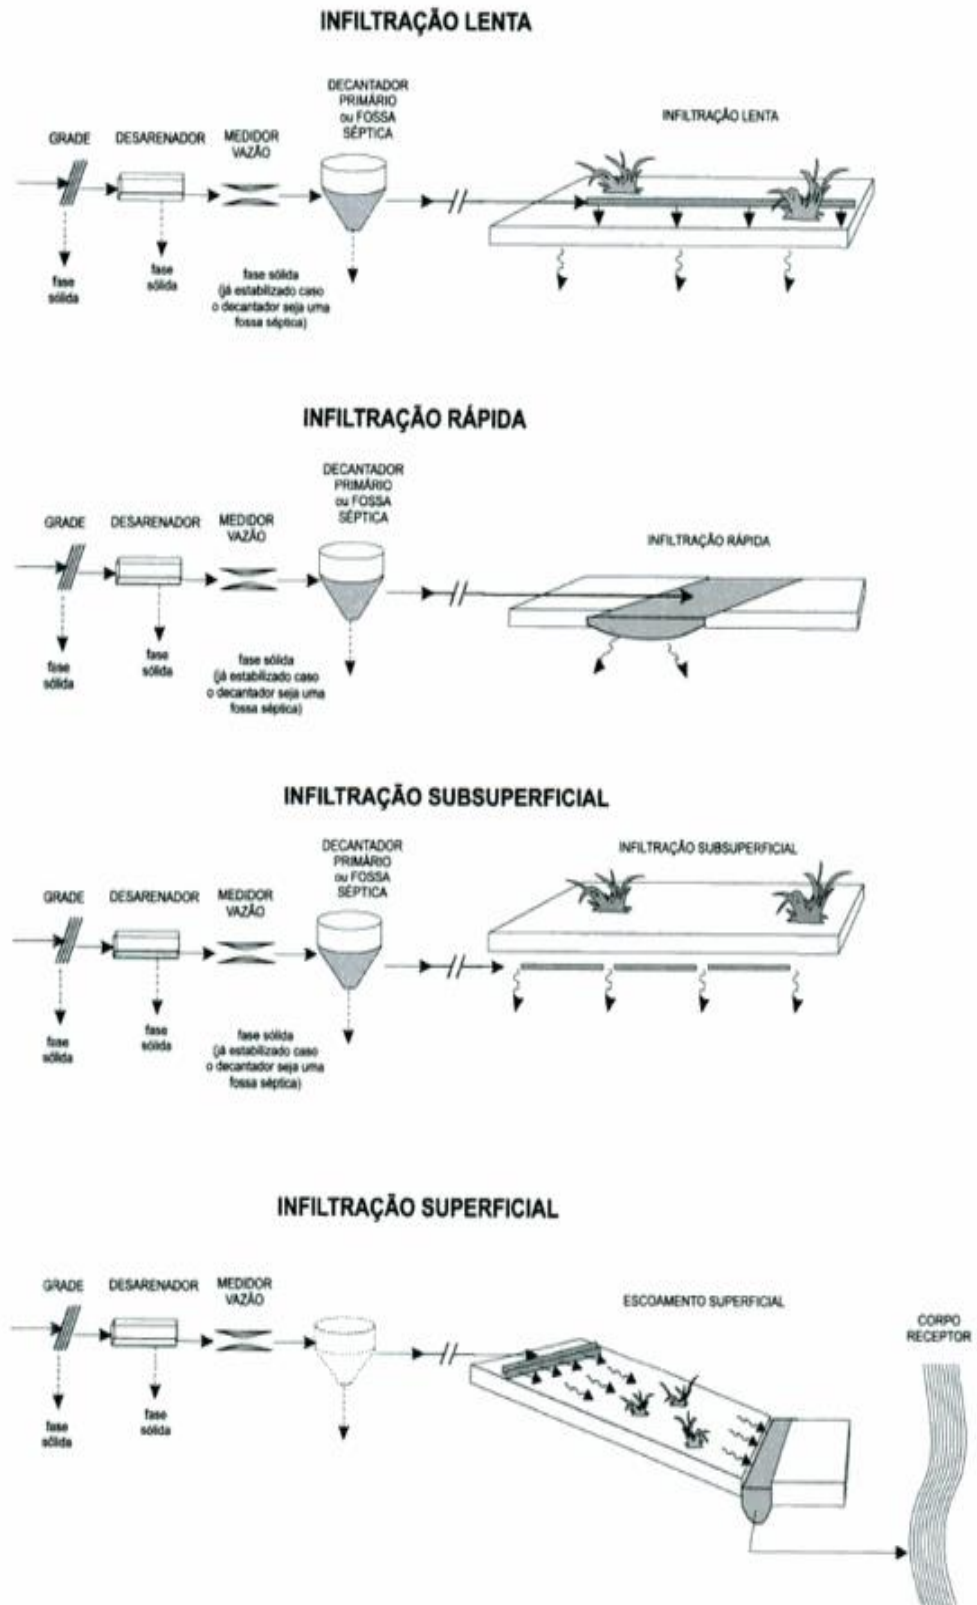 INFILTRAÇÃO LENTA
GRADE
DESARENADOR
MEDIDOR
VAZÃO
DECANTADOR
PRIMÁRIO
ou FOSSA
SÉPTICA
INFILTRAÇÃO LENTA
fase
sólida
fase
sólida
fase sólida
(já estabilizado caso
o decantador seja uma
fossa séptica)
INFILTRAÇÃO RÁPIDA
GRADE
DESARENADOR
MEDIDOR
VAZÃO
DECANTADOR
PRIMÁRIO
ou FOSSA
SÉPTICA
INFILTRAÇÃO RÁPIDA
fase
sólida
fase
sólida
fase sólida
(já estabilizado caso
o decantador seja uma
fossa séptica)
INFILTRAÇÃO SUBSUPERFICIAL
GRADE
DESARENADOR
MEDIDOR
VAZÃO
DECANTADOR
PRIMÁRIO
ou FOSSA
SÉPTICA
INFILTRAÇÃO SUBSUPERFICIAL
fase
sólida
fase
sólida
fase sólida
(já estabilizado caso
o decantador seja uma
fossa séptica)
INFILTRAÇÃO SUPERFICIAL
GRADE
DESARENADOR
MEDIDOR
VAZÃO
ESCOAMENTO SUPERFICIAL
CORPO
RECEPTOR
fase
sólida
fase
sólida